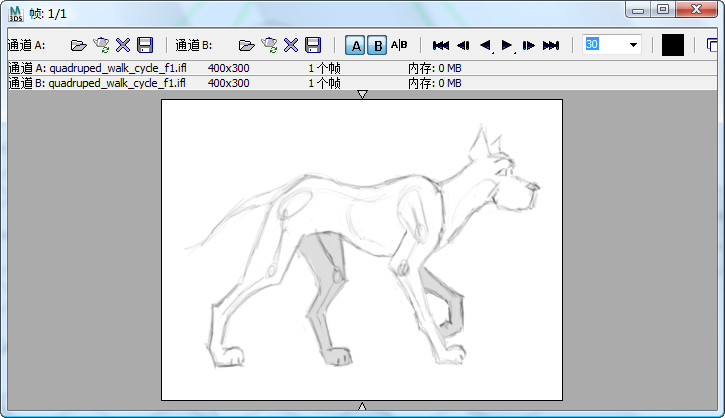 M
3DS
帧: 1/1
通道 A:
通道 B:
A
B
A|B
30
通道 A: quadruped_walk_cycle_f1.ifl 400x300 1 个帧 内存: 0 MB
通道 B: quadruped_walk_cycle_f1.ifl 400x300 1 个帧 内存: 0 MB